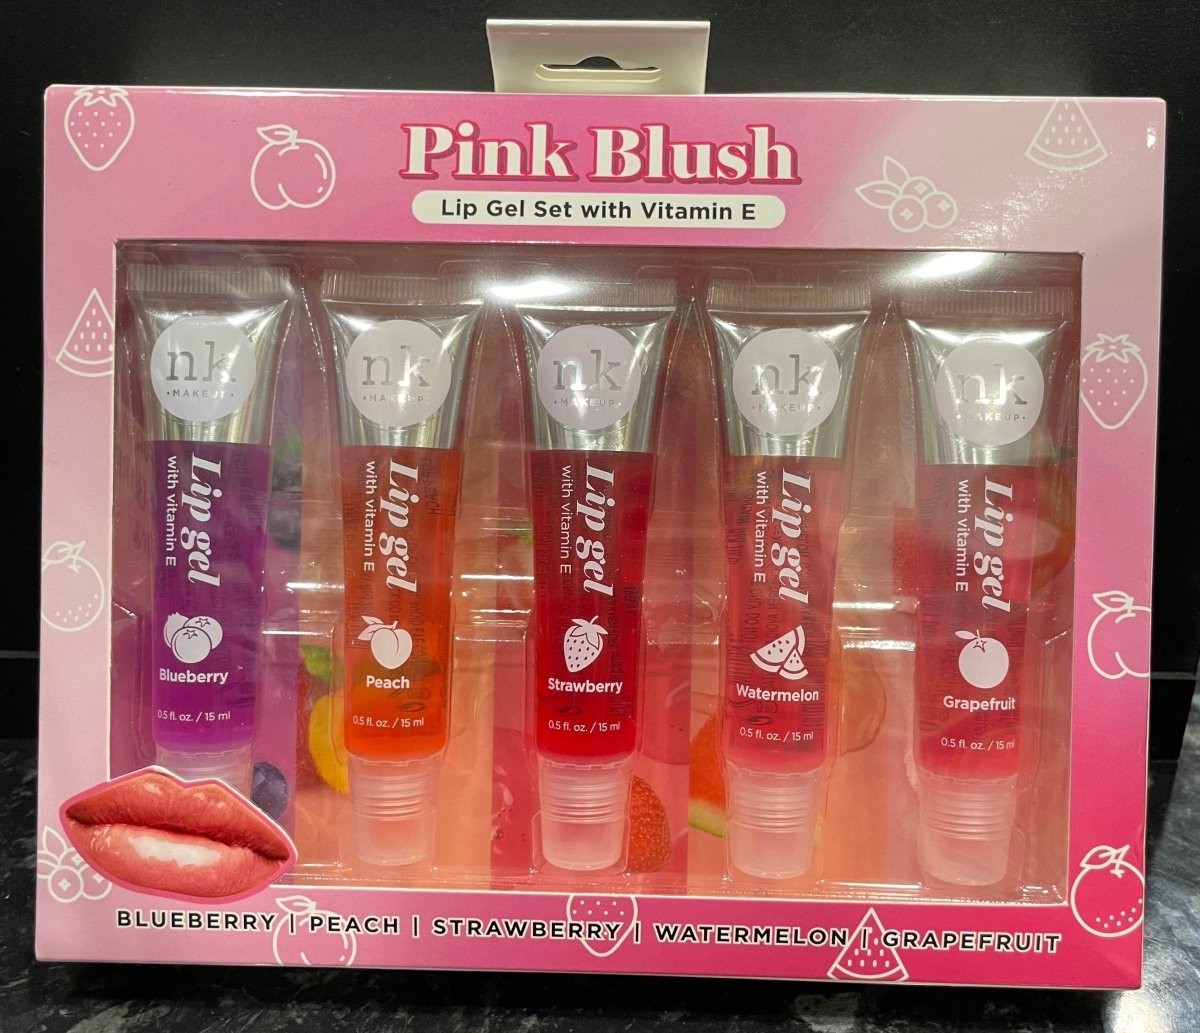 Pink Blush
Lip Gel Set with Vitamin E
nk
•MAKEUP•
Lip gel
with vitamin E
Blueberry
0.5 fl. oz. / 15 ml
nk
•MAKEUP•
Lip gel
with vitamin E
Peach
0.5 fl. oz. / 15 ml
nk
•MAKEUP•
Lip gel
with vitamin E
Strawberry
0.5 fl. oz. / 15 ml
nk
•MAKEUP•
Lip gel
with vitamin E
Watermelon
0.5 fl. oz. / 15 ml
nk
•MAKEUP•
Lip gel
with vitamin E
Grapefruit
0.5 fl. oz. / 15 ml
BLUEBERRY | PEACH | STRAWBERRY | WATERMELON | GRAPEFRUIT